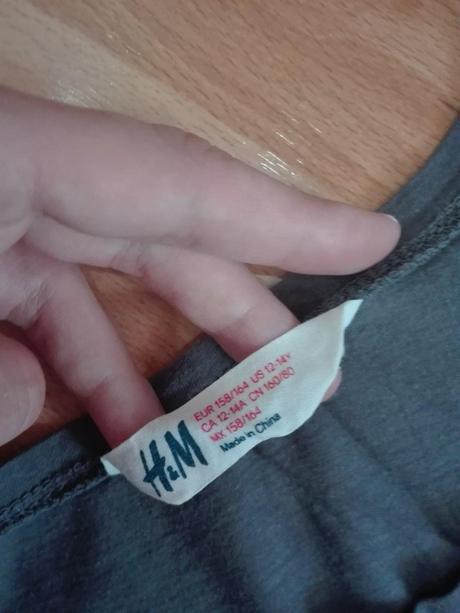 H&M
EUR 158/164 US 12-14Y
CA 12-14A CN 160/80
MX 158/164
Made in China